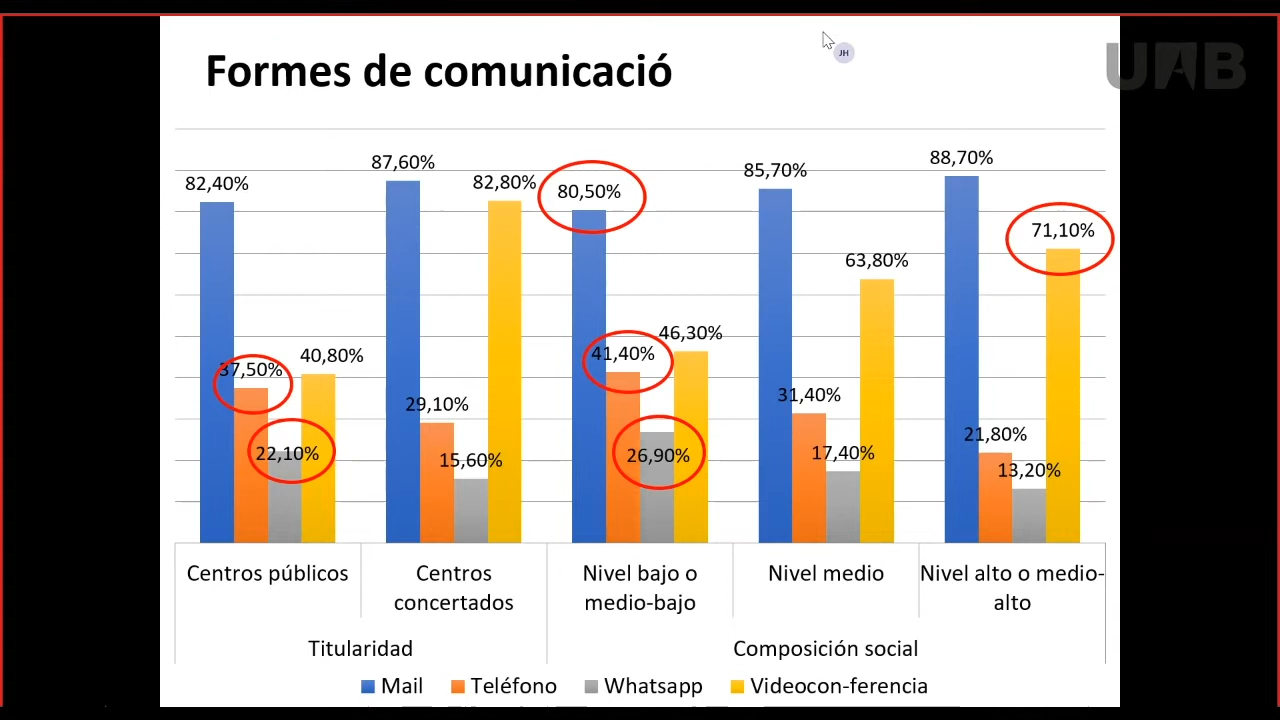 JH
UAB
Formes de comunicació
82,40%
37,50%
22,10%
40,80%
87,60%
29,10%
15,60%
82,80%
80,50%
41,40%
26,90%
46,30%
85,70%
31,40%
17,40%
63,80%
88,70%
21,80%
13,20%
71,10%
Centros públicos
Centros
concertados
Nivel bajo o
medio-bajo
Nivel medio
Nivel alto o medio-
alto
Titularidad
Composición social
Mail
Teléfono
Whatsapp
Videocon-ferencia